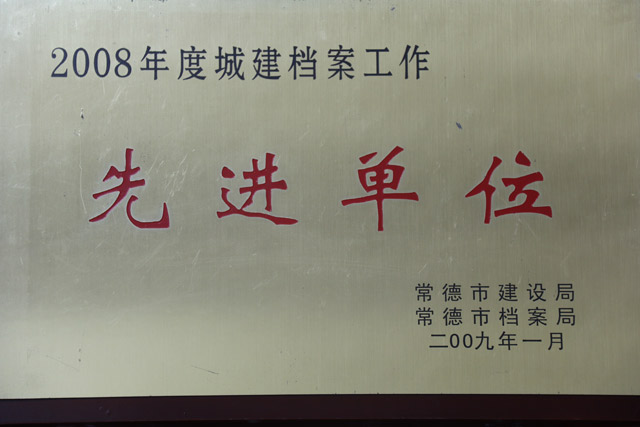 2008年度城建档案工作
先进单位
常德市建设局
常德市档案局
二00九年一月